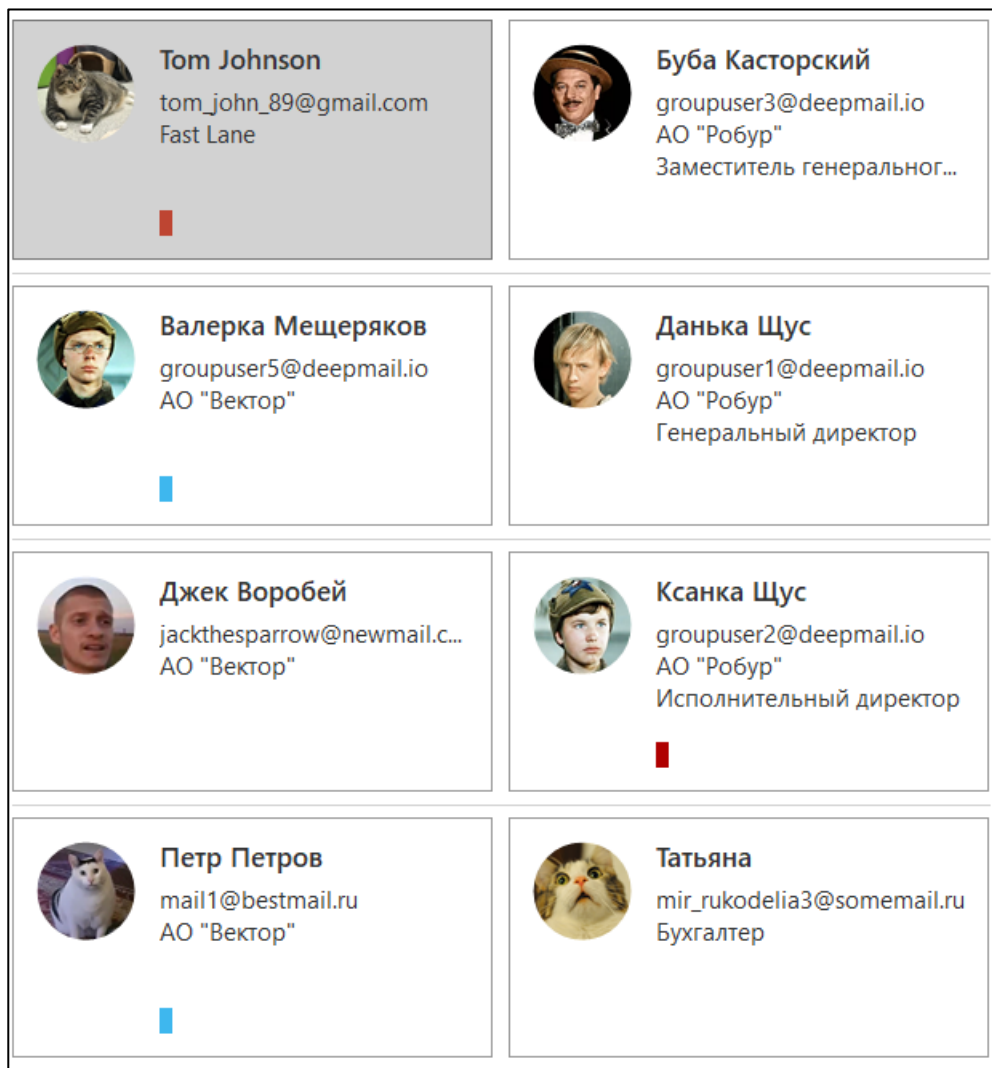 Tom Johnson
tom_john_89@gmail.com
Fast Lane
Буба Касторский
groupuser3@deepmail.io
АО "Робур"
Заместитель генеральног...
Валерка Мещеряков
groupuser5@deepmail.io
АО "Вектор"
Данька Щус
groupuser1@deepmail.io
АО "Робур"
Генеральный директор
Джек Воробей
jackthesparrow@newmail.c...
АО "Вектор"
Ксанка Щус
groupuser2@deepmail.io
АО "Робур"
Исполнительный директор
Петр Петров
mail1@bestmail.ru
АО "Вектор"
Татьяна
mir_rukodelia3@somemail.ru
Бухгалтер